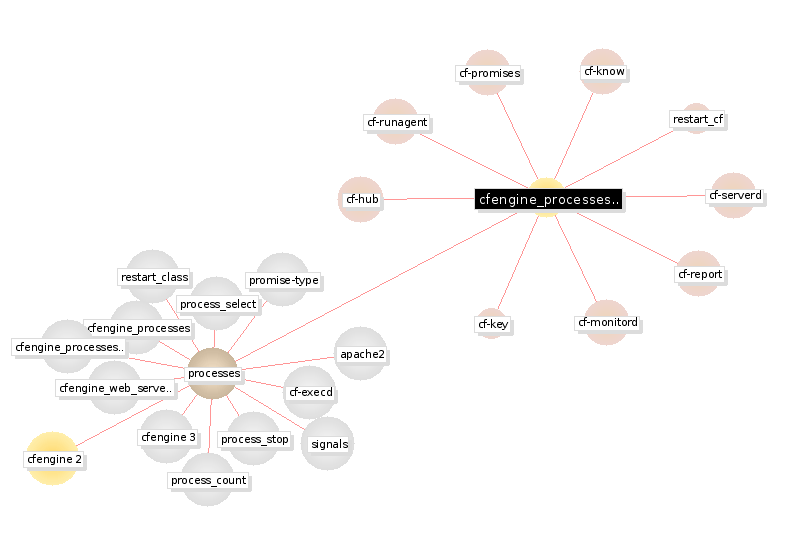 cf-promises
cf-know
cf-runagent
restart_cf
cf-hub
cfengine_processes..
cf-serverd
cf-report
restart_class
promise-type
process_select
cf-key
cf-monitord
cfengine_processes
cfengine_processes..
apache2
processes
cfengine_web_serve..
cf-execd
cfengine 3
process_stop
signals
cfengine 2
process_count